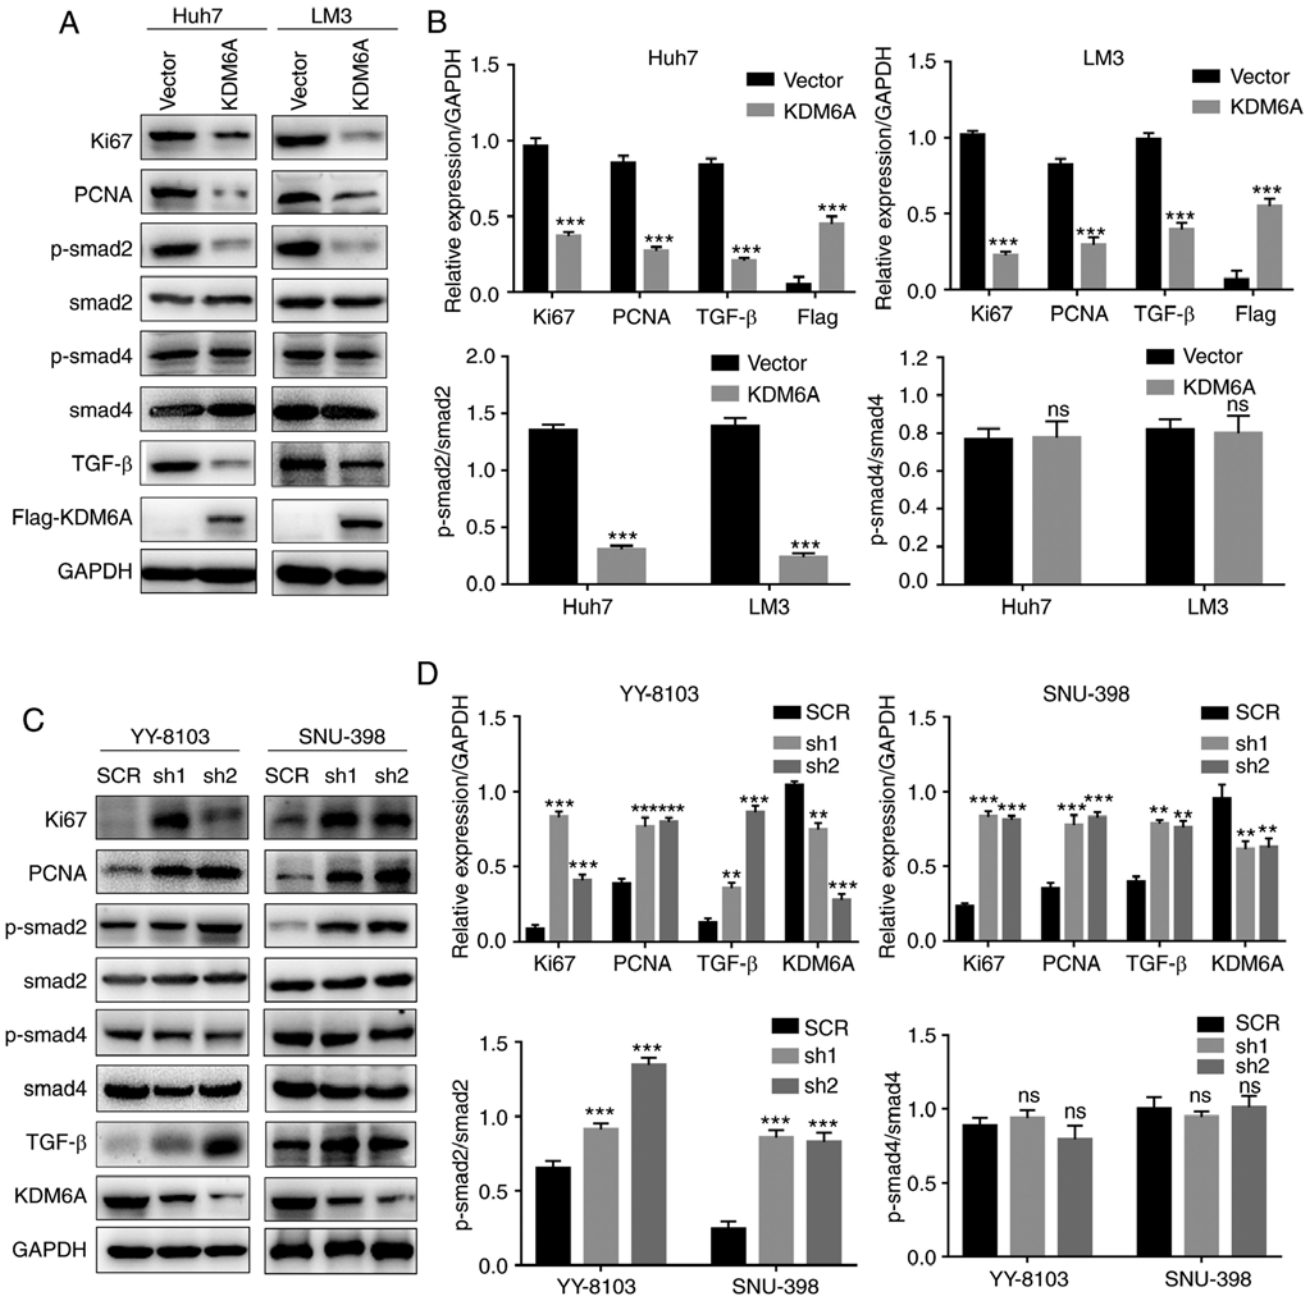 A
Huh7 LM3
Vector KDM6A Vector KDM6A
Ki67
PCNA
p-smad2
smad2
p-smad4
smad4
TGF-β
Flag-KDM6A
GAPDH
B
Huh7
Vector
KDM6A
Relative expression/GAPDH
1.5
1.0
0.5
0.0
*** *** *** ***
Ki67 PCNA TGF-β Flag
LM3
Vector
KDM6A
Relative expression/GAPDH
1.5
1.0
0.5
0.0
*** *** *** ***
Ki67 PCNA TGF-β Flag
Vector
KDM6A
p-smad2/smad2
2.0
1.5
1.0
0.5
0.0
*** ***
Huh7 LM3
Vector
KDM6A
p-smad4/smad4
1.2
1.0
0.8
0.6
0.4
0.2
0.0
ns ns
Huh7 LM3
C
YY-8103 SNU-398
SCR sh1 sh2 SCR sh1 sh2
Ki67
PCNA
p-smad2
smad2
p-smad4
smad4
TGF-β
KDM6A
GAPDH
D
YY-8103
SCR
sh1
sh2
Relative expression/GAPDH
1.5
1.0
0.5
0.0
*** *** ****** ** *** ** ***
Ki67 PCNA TGF-β KDM6A
SNU-398
SCR
sh1
sh2
Relative expression/GAPDH
1.5
1.0
0.5
0.0
*** *** *** *** ** ** ** **
Ki67 PCNA TGF-β KDM6A
SCR
sh1
sh2
p-smad2/smad2
1.5
1.0
0.5
0.0
*** *** *** ***
YY-8103 SNU-398
SCR
sh1
sh2
p-smad4/smad4
1.5
1.0
0.5
0.0
ns ns ns ns
YY-8103 SNU-398